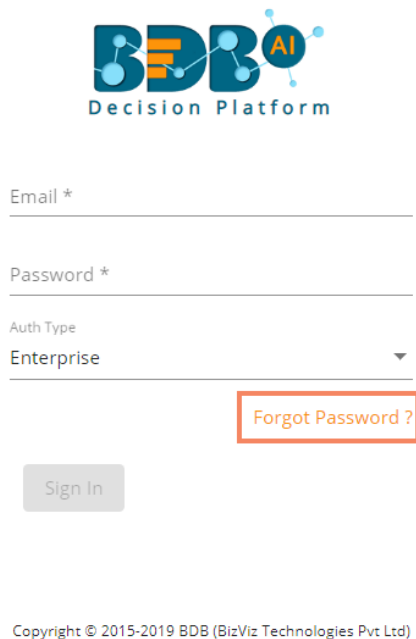 BDB AI
Decision Platform
Email *
Password *
Auth Type
Enterprise
Forgot Password ?
Sign In
Copyright © 2015-2019 BDB (BizViz Technologies Pvt Ltd)